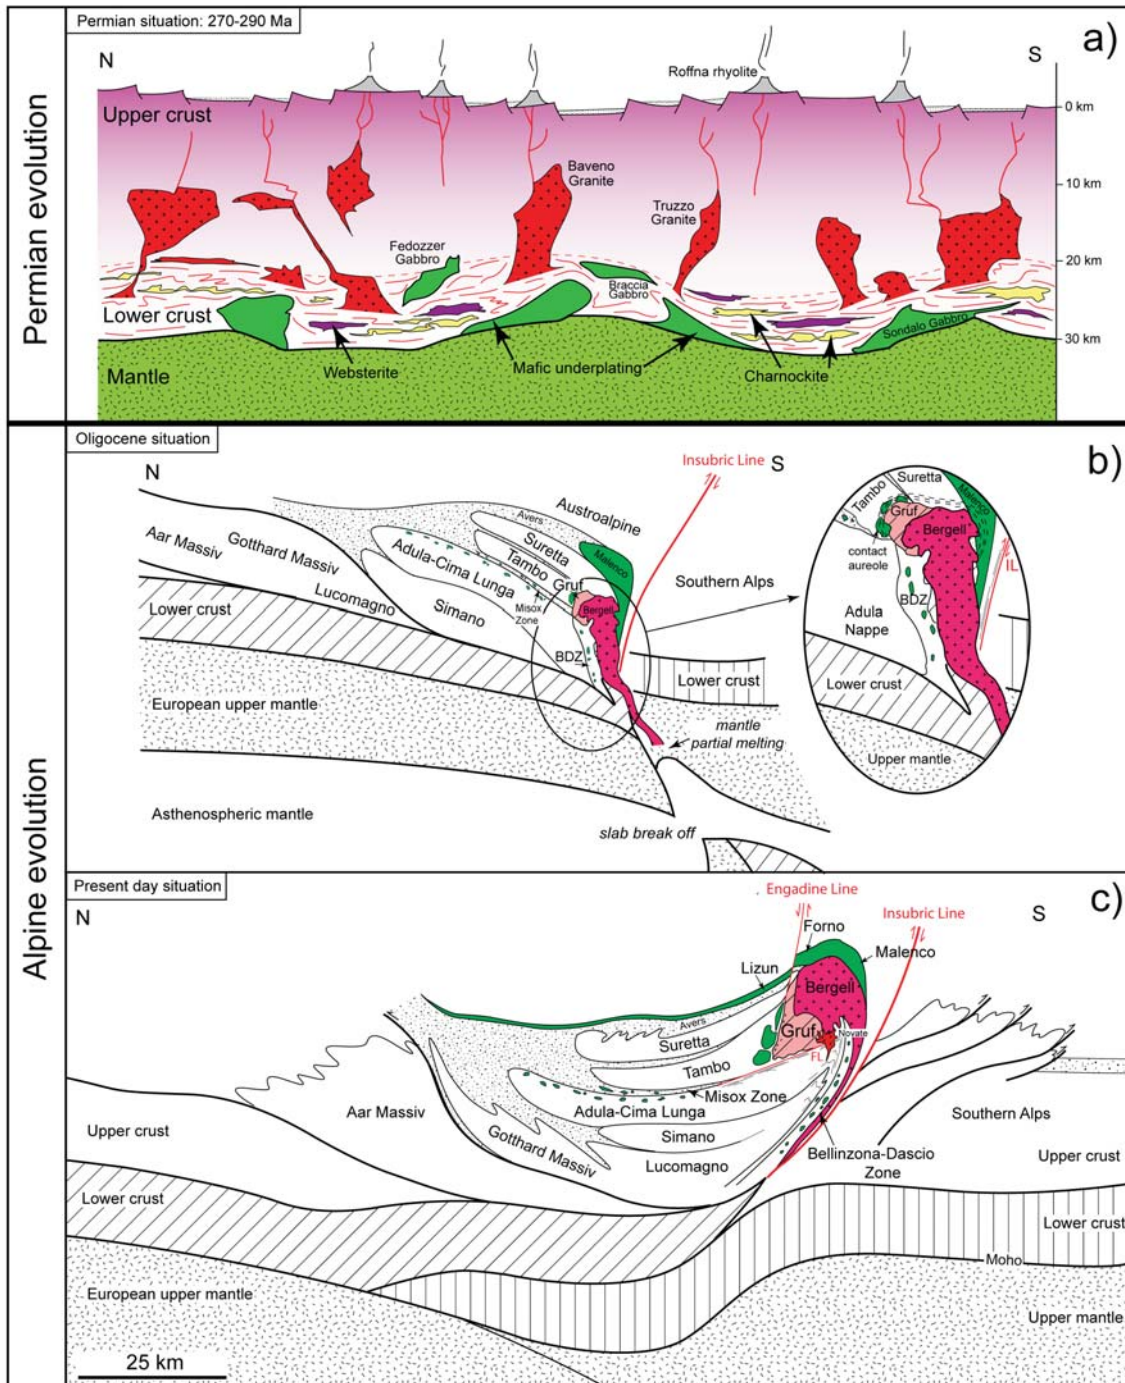 Permian evolution
Permian situation: 270-290 Ma
a)
N
S
Roffna rhyolite
0 km
Upper crust
Baveno
Granite
10 km
Truzzo
Granite
Fedozzer
Gabbro
20 km
Braccia
Gabbro
Lower crust
Sondalo Gabbro
30 km
Websterite
Mafic underplating
Charnockite
Mantle
Alpine evolution
Oligocene situation
b)
N
Insubric Line
S
Avers
Austroalpine
Suretta
Tambo
Malenco
Aar Massiv
Gotthard Massiv
Adula-Cima Lunga
Gruf
Southern Alps
Lucomagno
Simano
Misox
Zone
Bergell
Lower crust
BDZ
Lower crust
European upper mantle
mantle
partial melting
Asthenospheric mantle
slab break off
Suretta
Tambo
Malenco
Gruf
Bergell
contact
aureole
IL
BDZ
Adula
Nappe
Lower crust
Upper mantle
Present day situation
c)
N
Engadine Line
S
Insubric Line
Forno
Malenco
Lizun
Bergell
Avers
Suretta
Gruf
Novate
Tambo
FL
Misox Zone
Aar Massiv
Adula-Cima Lunga
Southern Alps
Upper crust
Simano
Gotthard Massiv
Lucomagno
Bellinzona-Dascio
Zone
Upper crust
Lower crust
Lower crust
Moho
European upper mantle
Upper mantle
25 km